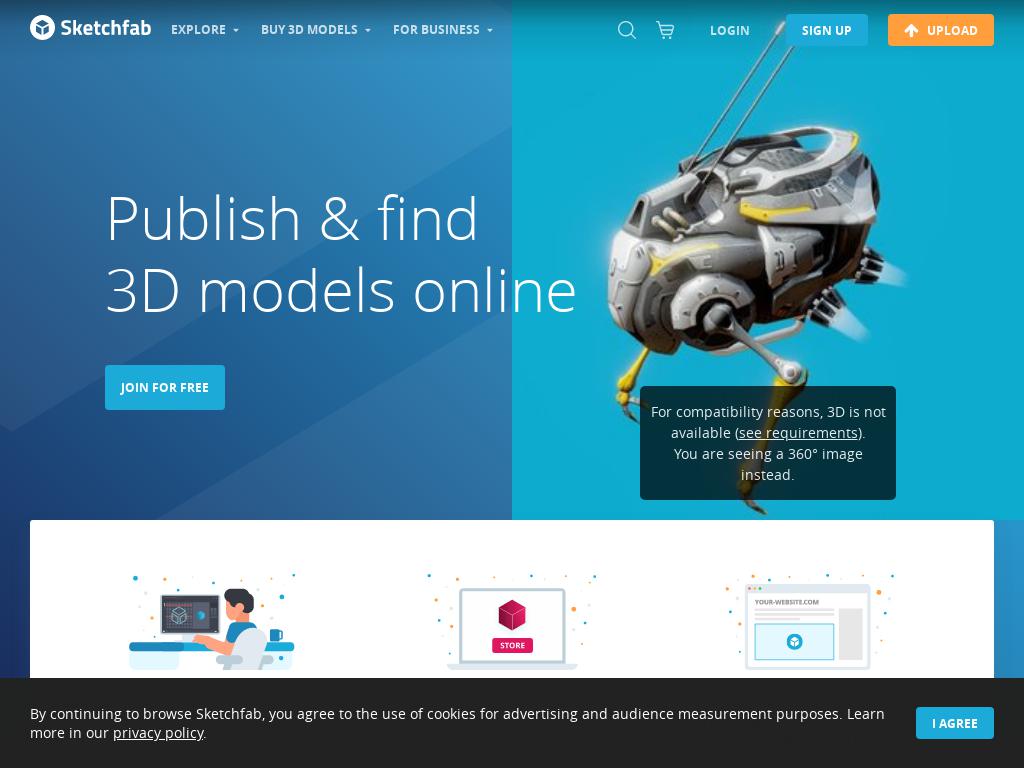 Sketchfab
EXPLORE
BUY 3D MODELS
FOR BUSINESS
LOGIN
SIGN UP
UPLOAD
Publish & find
3D models online
JOIN FOR FREE
For compatibility reasons, 3D is not
available (see requirements).
You are seeing a 360° image
instead.
STORE
YOUR-WEBSITE.COM
By continuing to browse Sketchfab, you agree to the use of cookies for advertising and audience measurement purposes. Learn
more in our privacy policy.
I AGREE